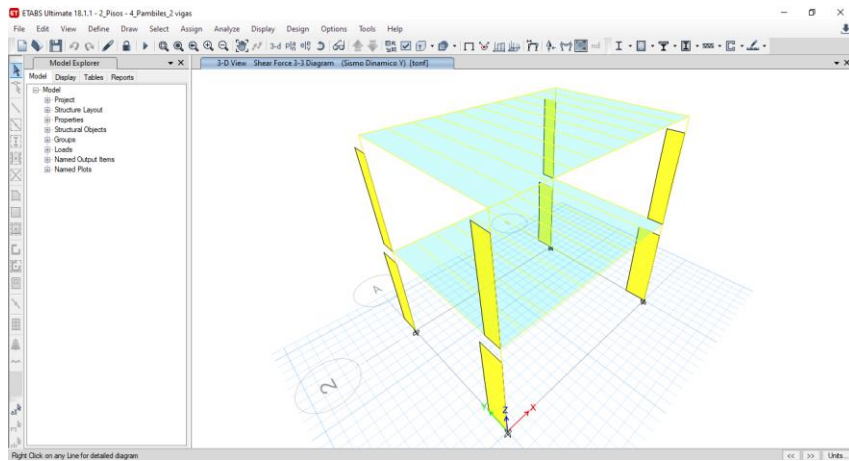 ETABS Ultimate 18.1.1 - 2_Pisos - 4_Pambiles_2 vigas
File Edit View Define Draw Select Assign Analyze Display Design Options Tools Help
3-d
nd
Model Explorer
3-D View Shear Force 3-3 Diagram (Sismo Dinamico Y) [tonf]
Model Display Tables Reports
Model
Project
Structure Layout
Properties
Structural Objects
Groups
Loads
Named Output Items
Named Plots
A
2
Y
Z
X
Right Click on any Line for detailed diagram
<< >> Units...